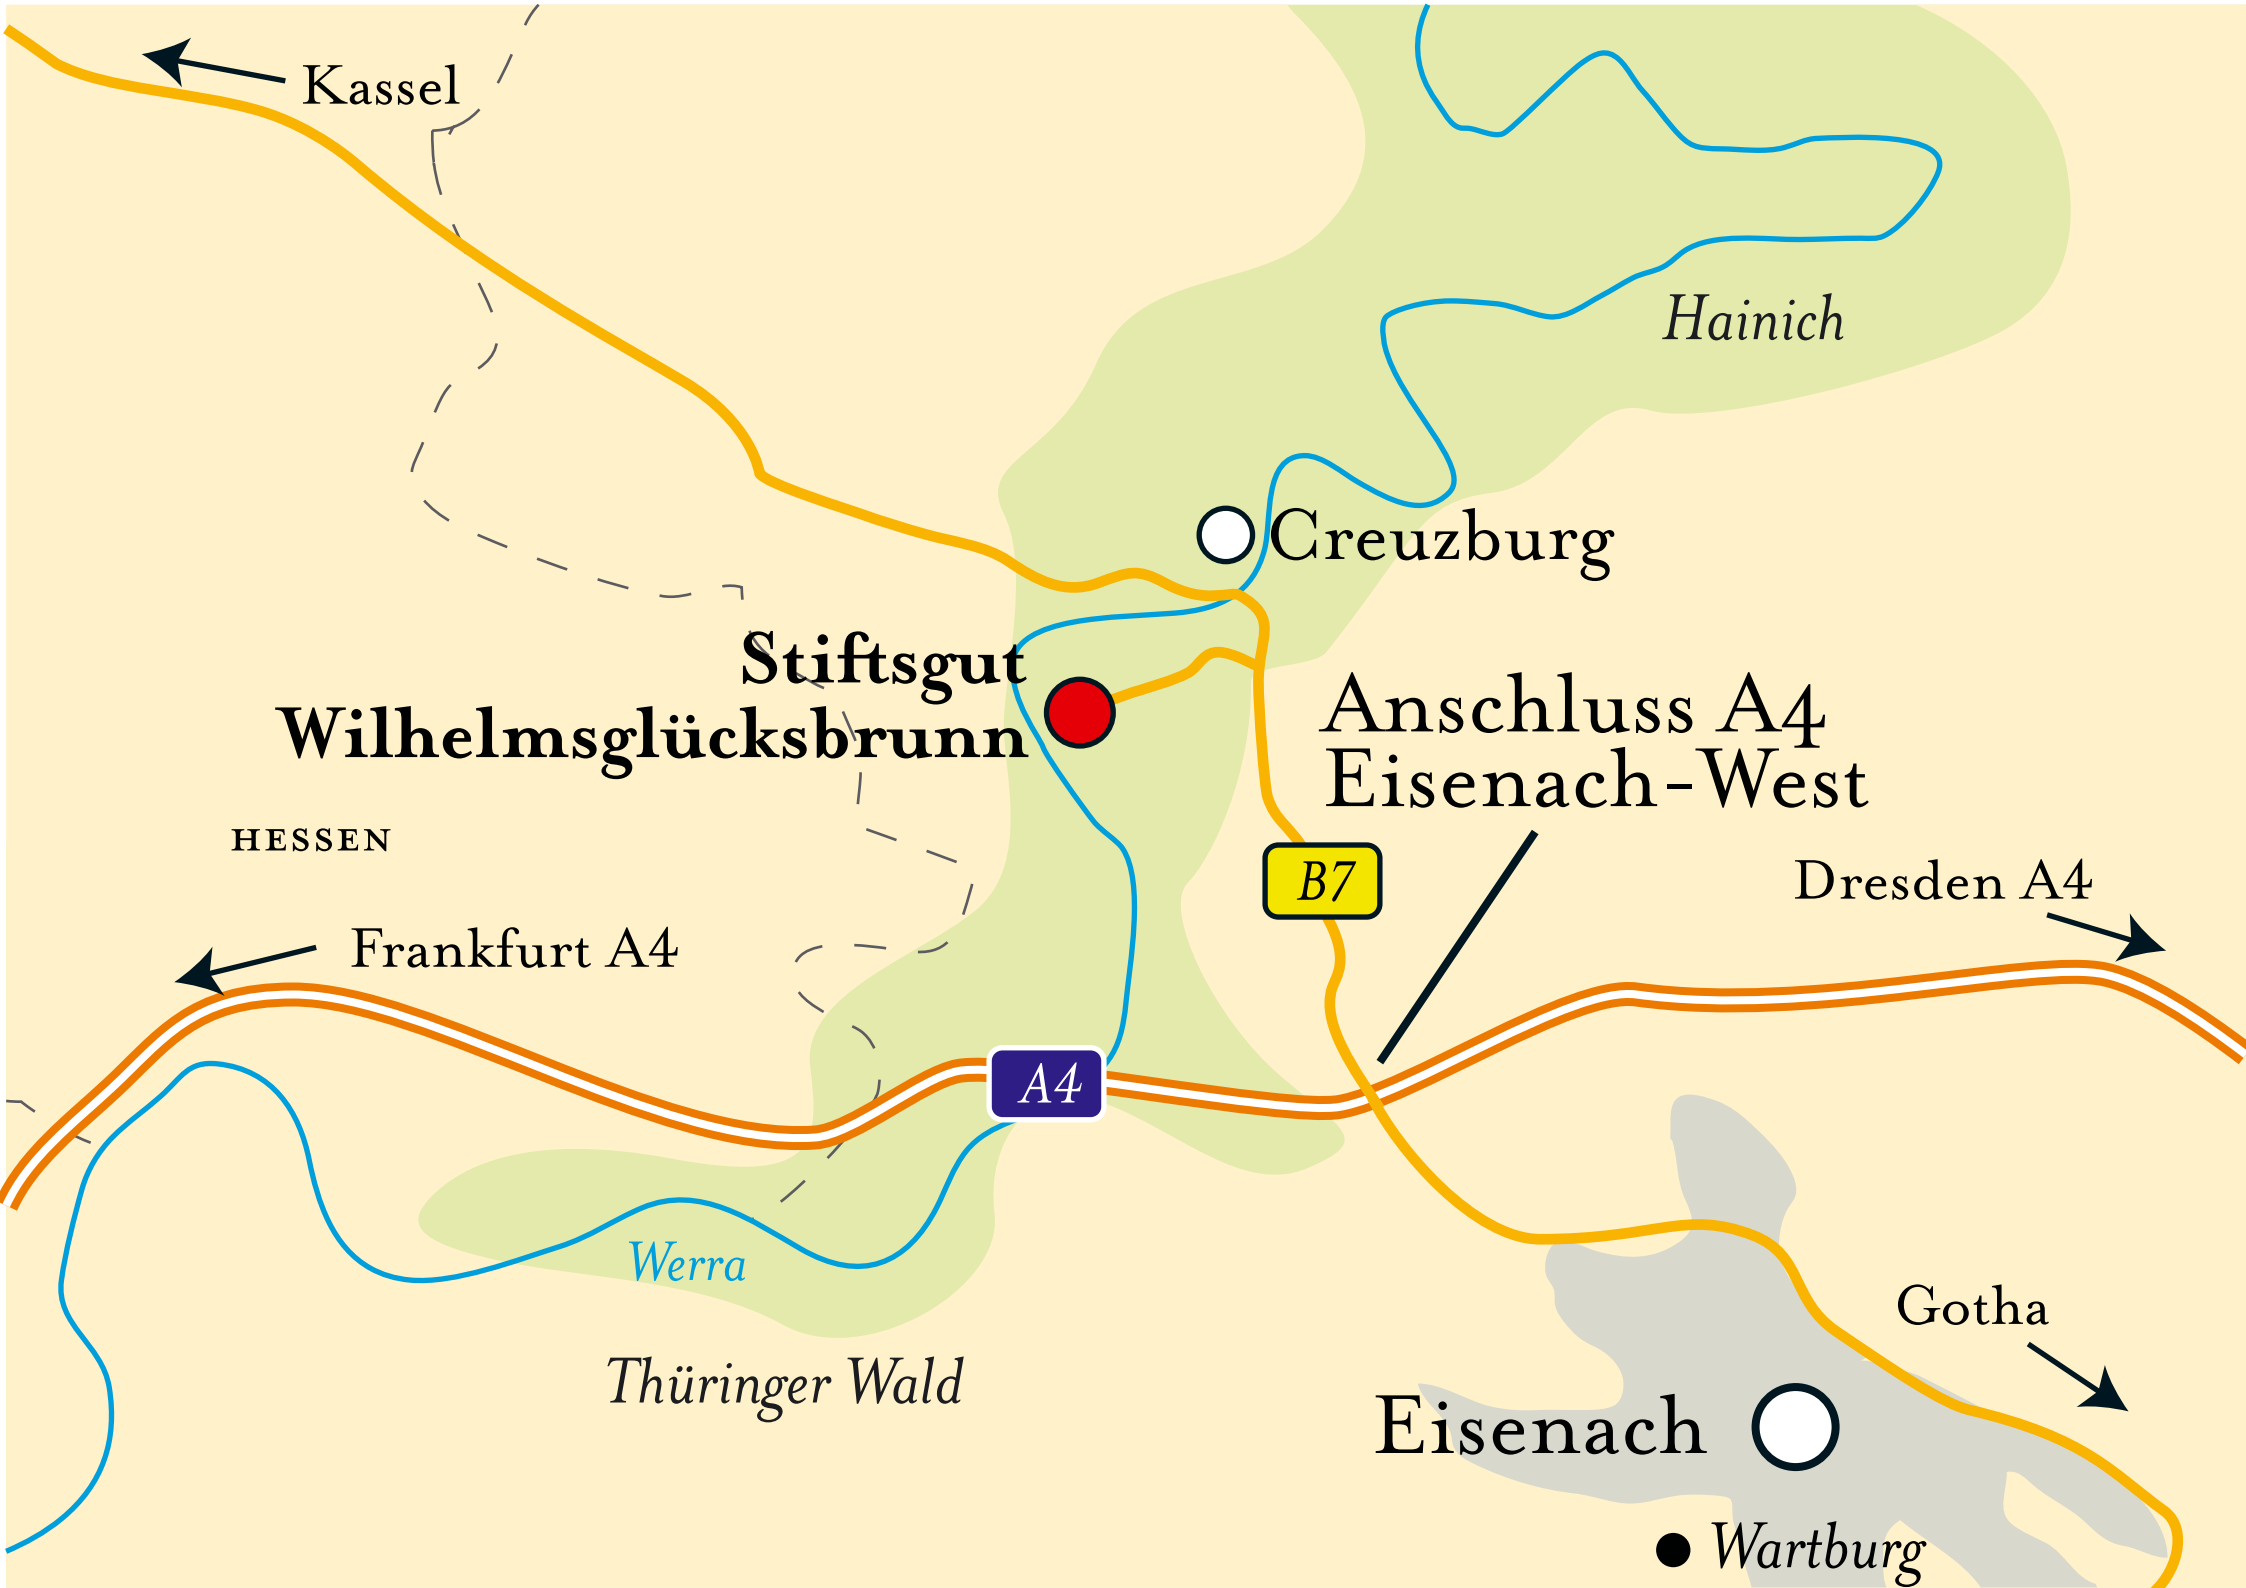 Kassel
Hainich
Creuzburg
Stiftsgut
Wilhelmsglücksbrunn
Anschluss A4
Eisenach-West
HESSEN
B7
Dresden A4
Frankfurt A4
A4
Werra
Gotha
Thüringer Wald
Eisenach
Wartburg